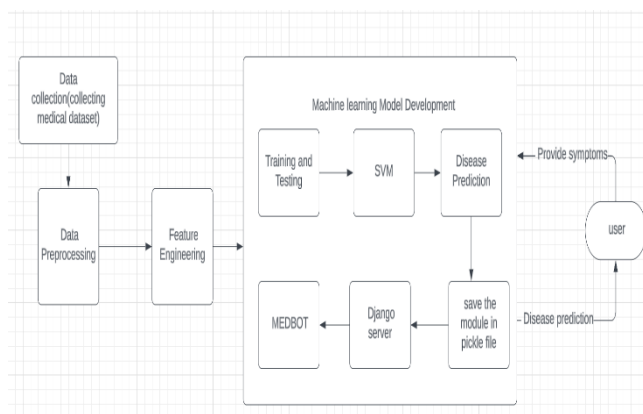 Data
collection(collecting
medical dataset)
Machine learning Model Development
Training and
Testing
SVM
Disease
Prediction
Provide symptoms
Data
Preprocessing
Feature
Engineering
user
MEDBOT
Django
server
save the
module in
pickle file
Disease prediction